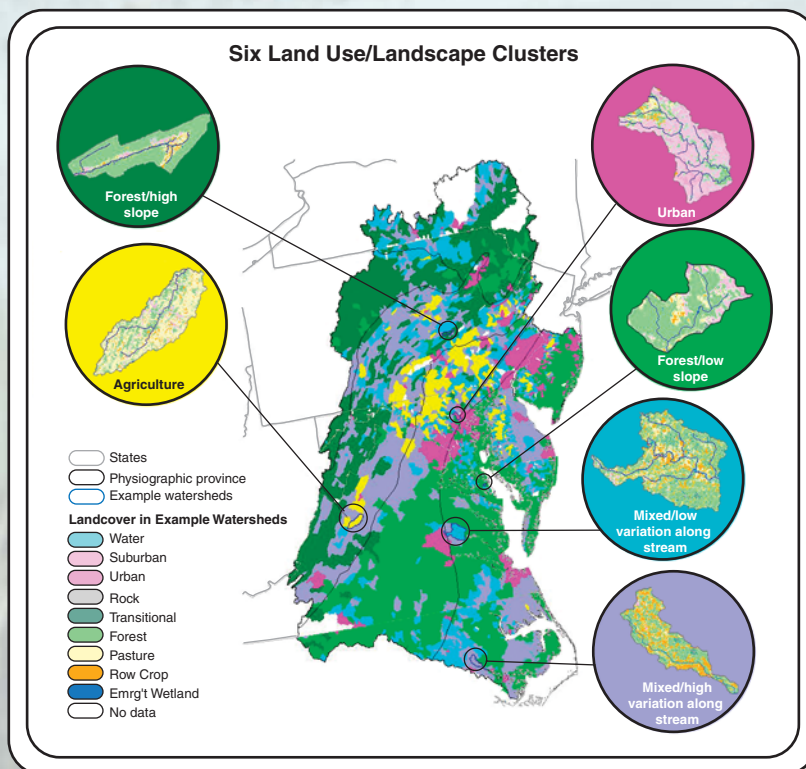 Six Land Use/Landscape Clusters
Forest/high
slope
Urban
Agriculture
Forest/low
slope
Mixed/low
variation along
stream
Mixed/high
variation along
stream
States
Physiographic province
Example watersheds
Landcover in Example Watersheds
Water
Suburban
Urban
Rock
Transitional
Forest
Pasture
Row Crop
Emrg't Wetland
No data